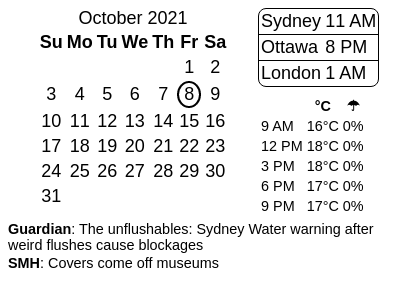 October 2021
Su Mo Tu We Th Fr Sa
1 2
3 4 5 6 7 8 9
10 11 12 13 14 15 16
17 18 19 20 21 22 23
24 25 26 27 28 29 30
31
Sydney 11 AM
Ottawa 8 PM
London 1 AM
°C ☂
9 AM 16°C 0%
12 PM 18°C 0%
3 PM 18°C 0%
6 PM 17°C 0%
9 PM 17°C 0%
Guardian: The unflushables: Sydney Water warning after
weird flushes cause blockages
SMH: Covers come off museums